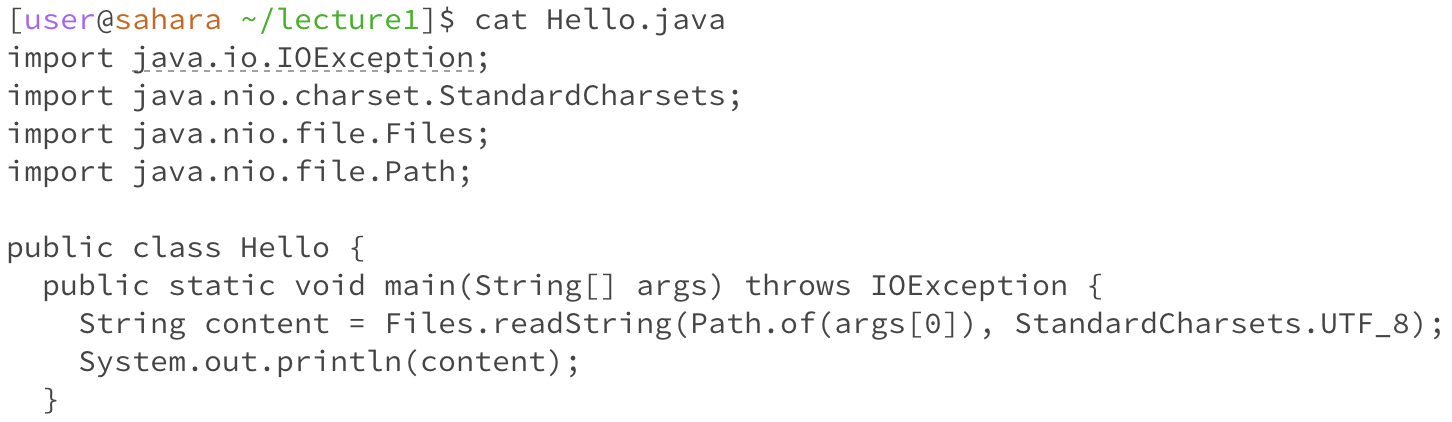 [user@sahara ~/lecture1]$ cat Hello.java
import java.io.IOException;
import java.nio.charset.StandardCharsets;
import java.nio.file.Files;
import java.nio.file.Path;

public class Hello {
  public static void main(String[] args) throws IOException {
    String content = Files.readString(Path.of(args[0]), StandardCharsets.UTF_8);
    System.out.println(content);
  }